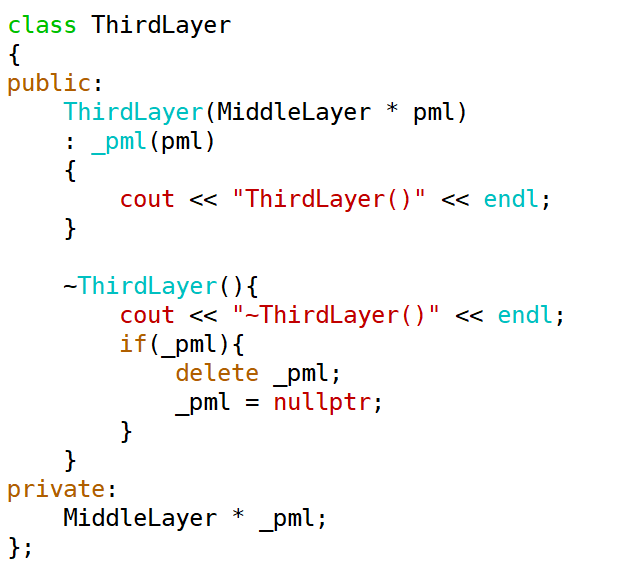 class ThirdLayer
{
public:
    ThirdLayer(MiddleLayer * pml)
    : _pml(pml)
    {
        cout << "ThirdLayer()" << endl;
    }

    ~ThirdLayer(){
        cout << "~ThirdLayer()" << endl;
        if(_pml){
            delete _pml;
            _pml = nullptr;
        }
    }
private:
    MiddleLayer * _pml;
};